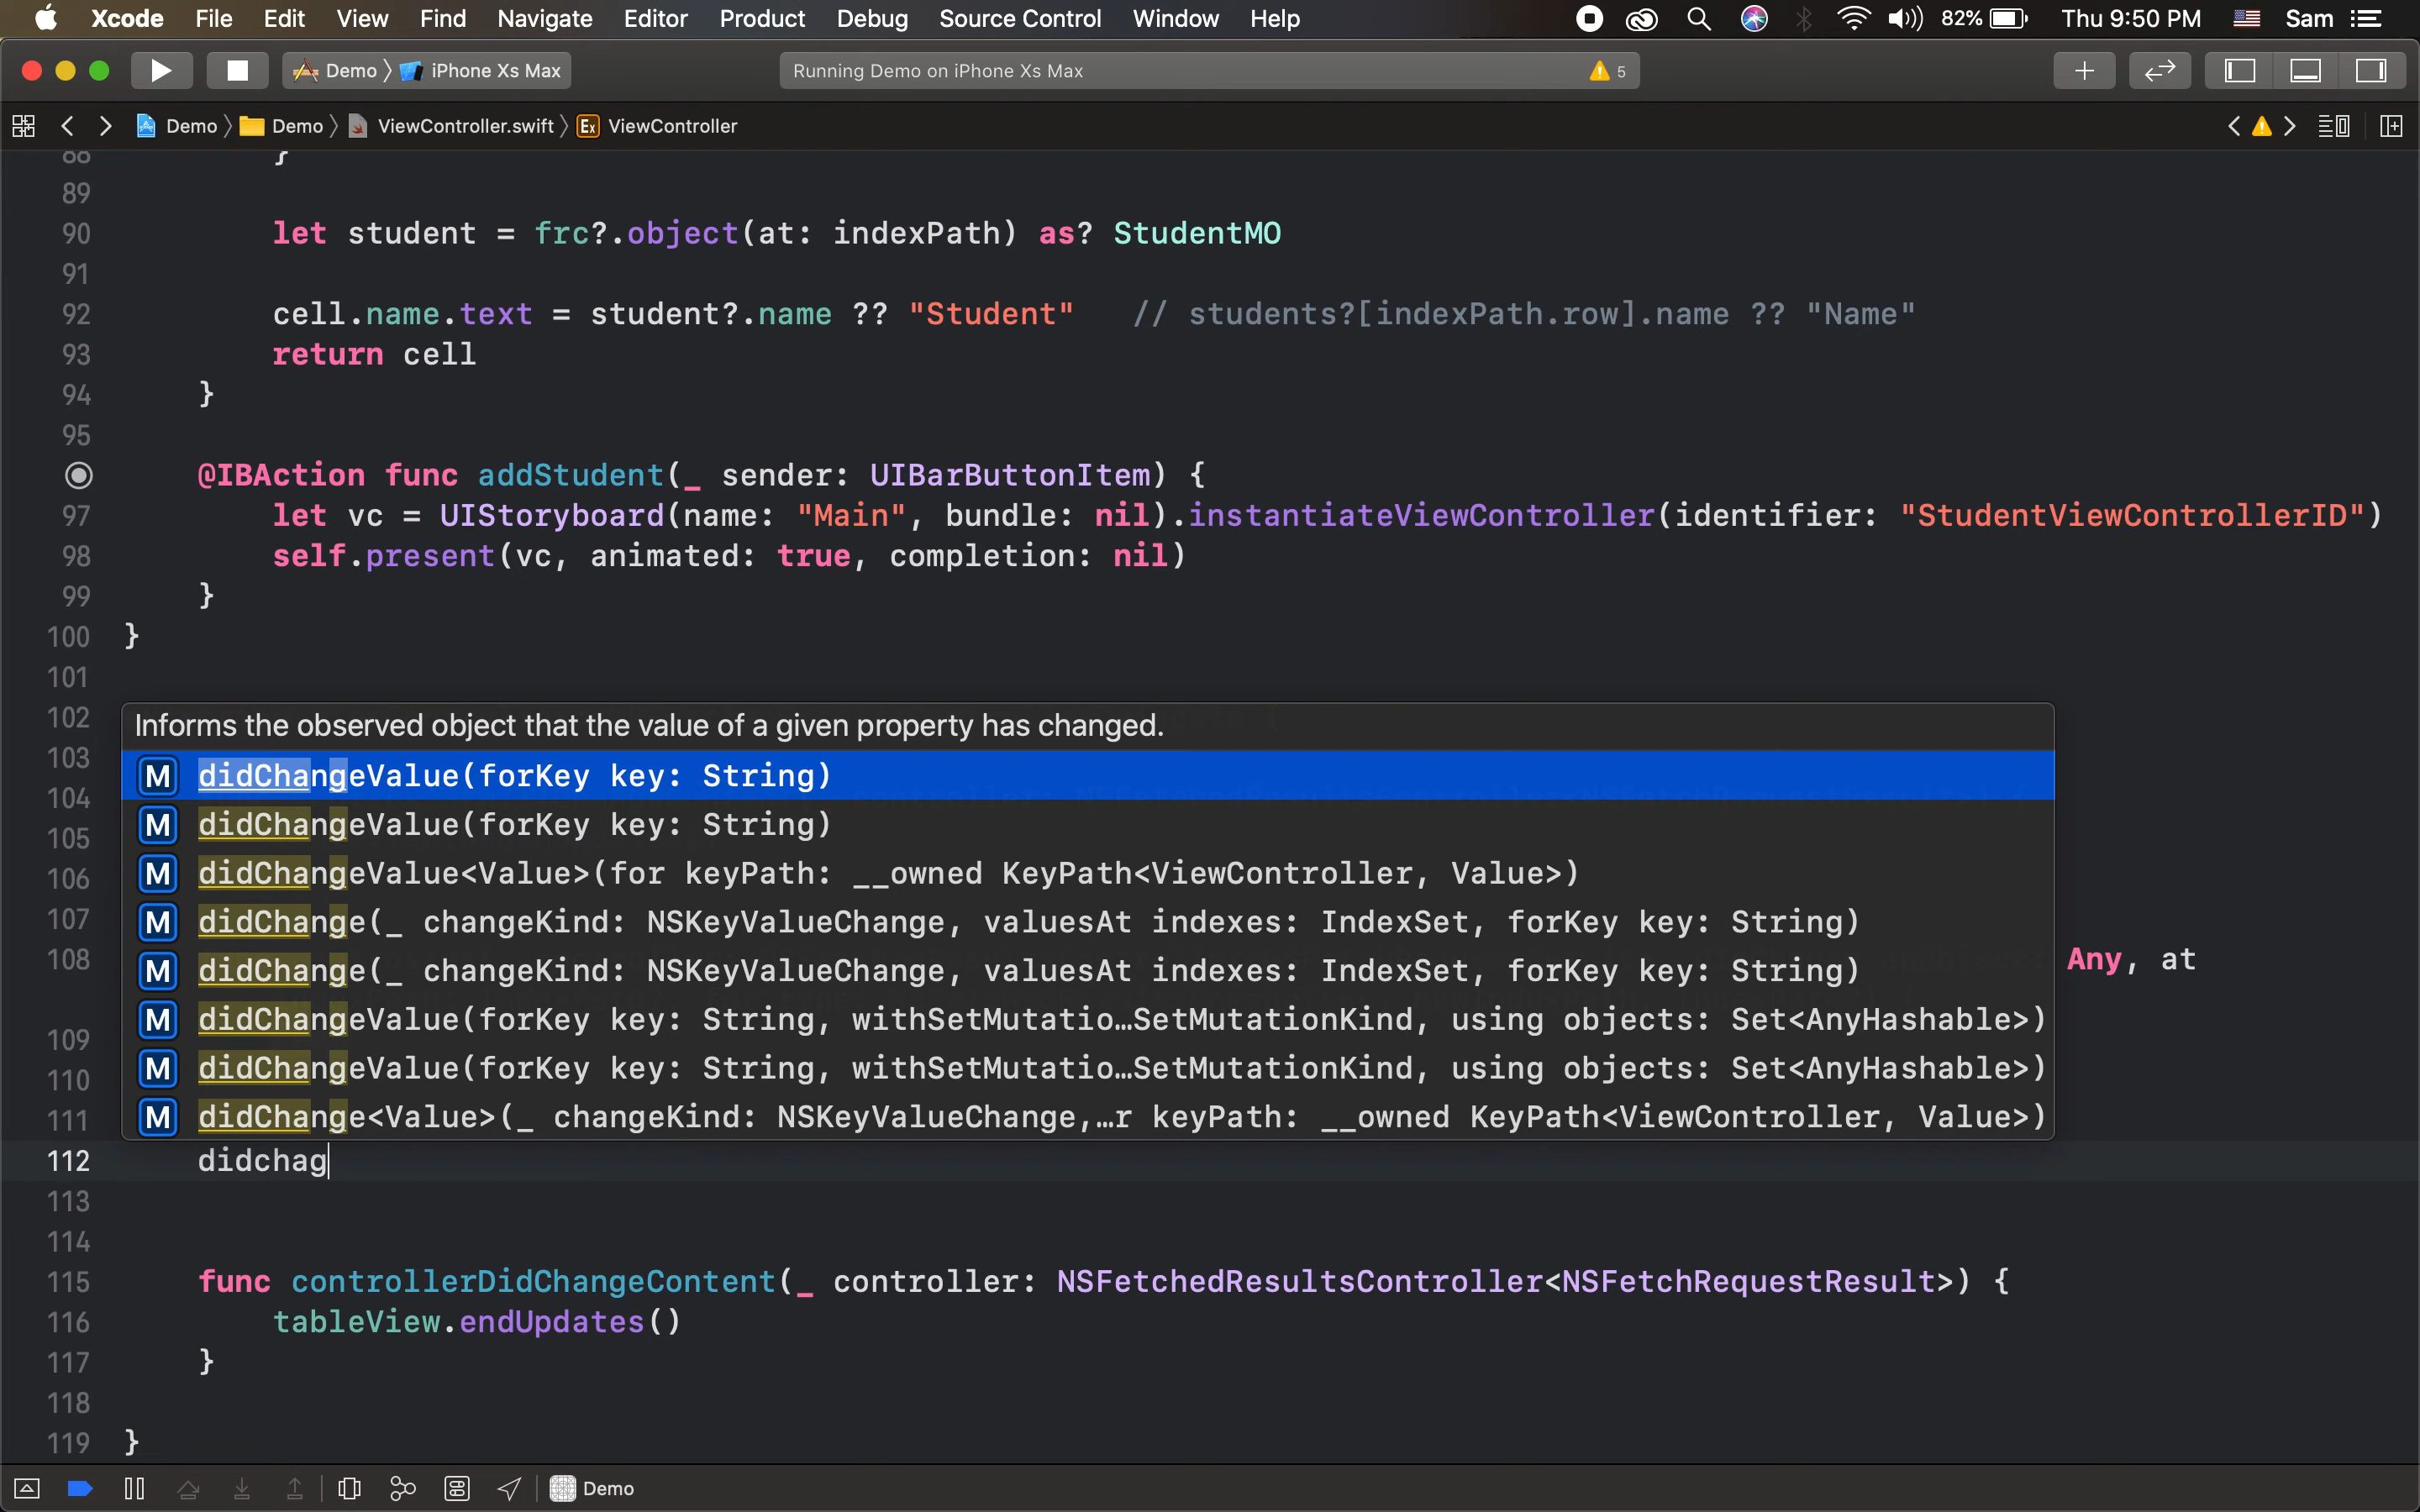 Xcode File Edit View Find Navigate Editor Product Debug Source Control Window Help 82% Thu 9:50 PM Sam
Demo iPhone Xs Max Running Demo on iPhone Xs Max 5
Demo Demo ViewController.swift Ex ViewController
88 }
89
90 let student = frc?.object(at: indexPath) as? StudentMO
91
92 cell.name.text = student?.name ?? "Student" // students?[indexPath.row].name ?? "Name"
93 return cell
94 }
95
@IBAction func addStudent(_ sender: UIBarButtonItem) {
97 let vc = UIStoryboard(name: "Main", bundle: nil).instantiateViewController(identifier: "StudentViewControllerID")
98 self.present(vc, animated: true, completion: nil)
99 }
100 }
101
102 Informs the observed object that the value of a given property has changed.
103 M didChangeValue(forKey key: String)
104
105 M didChangeValue(forKey key: String)
106 M didChangeValue<Value>(for keyPath: __owned KeyPath<ViewController, Value>)
107 M didChange(_ changeKind: NSKeyValueChange, valuesAt indexes: IndexSet, forKey key: String)
108 M didChange(_ changeKind: NSKeyValueChange, valuesAt indexes: IndexSet, forKey key: String) Any, at
109 M didChangeValue(forKey key: String, withSetMutatio…SetMutationKind, using objects: Set<AnyHashable>)
110 M didChangeValue(forKey key: String, withSetMutatio…SetMutationKind, using objects: Set<AnyHashable>)
111 M didChange<Value>(_ changeKind: NSKeyValueChange,…r keyPath: __owned KeyPath<ViewController, Value>)
112 didchag
113
114
115 func controllerDidChangeContent(_ controller: NSFetchedResultsController<NSFetchRequestResult>) {
116 tableView.endUpdates()
117 }
118
119 }
Demo